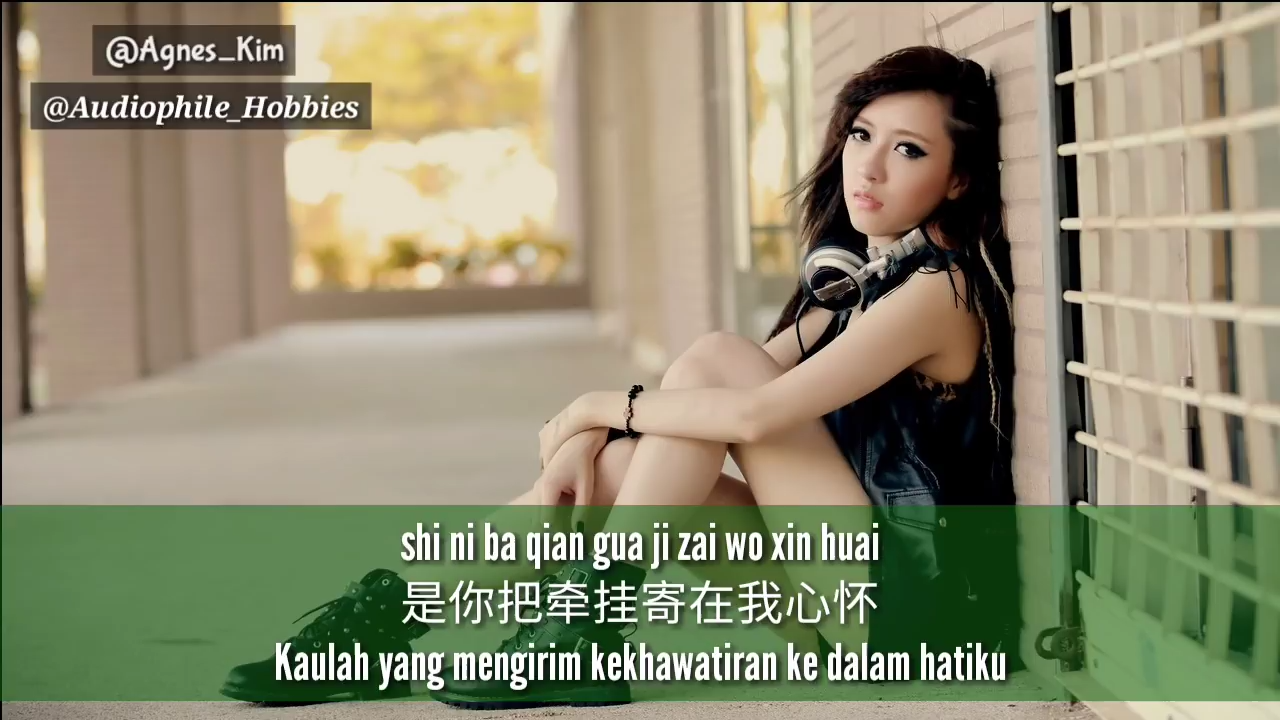 @Agnes_Kim
@Audiophile_Hobbies
shi ni ba qian gua ji zai wo xin huai
是你把牵挂寄在我心怀
Kaulah yang mengirim kekhawatiran ke dalam hatiku